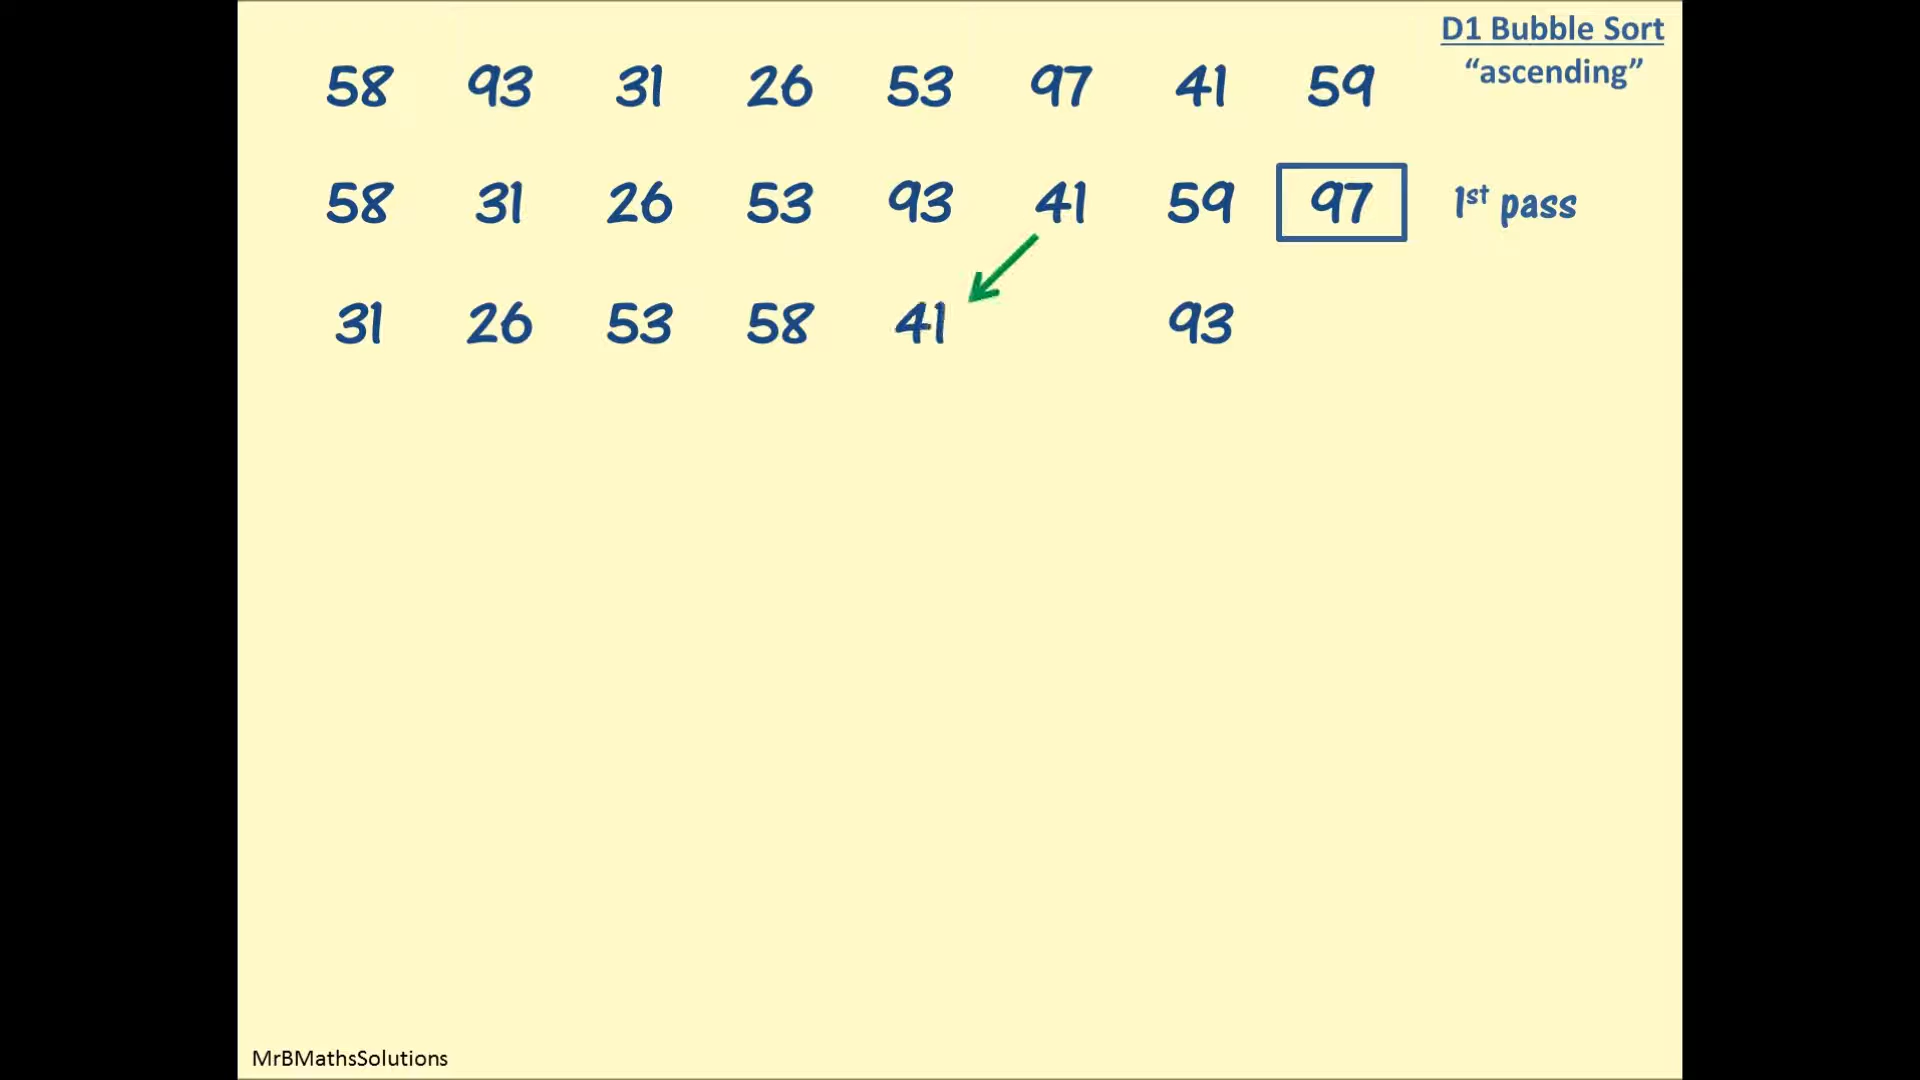 D1 Bubble Sort
“ascending”
58 93 31 26 53 97 41 59
58 31 26 53 93 41 59 97 1st pass
31 26 53 58 41 93
MrBMathsSolutions